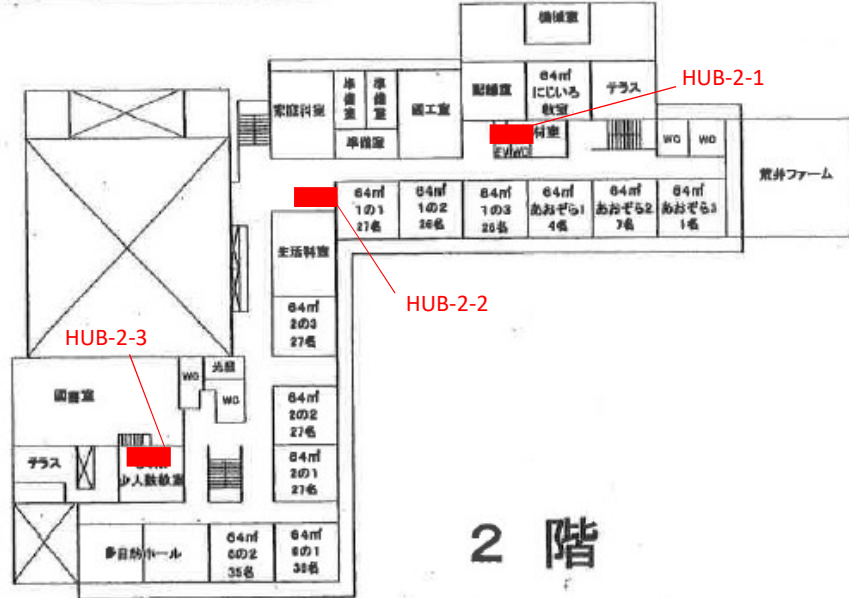 機械室
家庭科室
準備室
準備室
準備室
図工室
配膳室
64㎡
にじいろ
教室
テラス
HUB-2-1
EV
WC
WC
WC
荒井ファーム
64㎡
1の1
27名
64㎡
1の2
26名
64㎡
1の3
26名
64㎡
あおぞら1
4名
64㎡
あおぞら2
7名
64㎡
あおぞら3
1名
生活科室
HUB-2-2
64㎡
2の3
27名
HUB-2-3
図書室
WC
WC
64㎡
2の2
27名
テラス
少人数教室
64㎡
2の1
27名
多目的ホール
64㎡
6の2
35名
64㎡
6の1
2 階